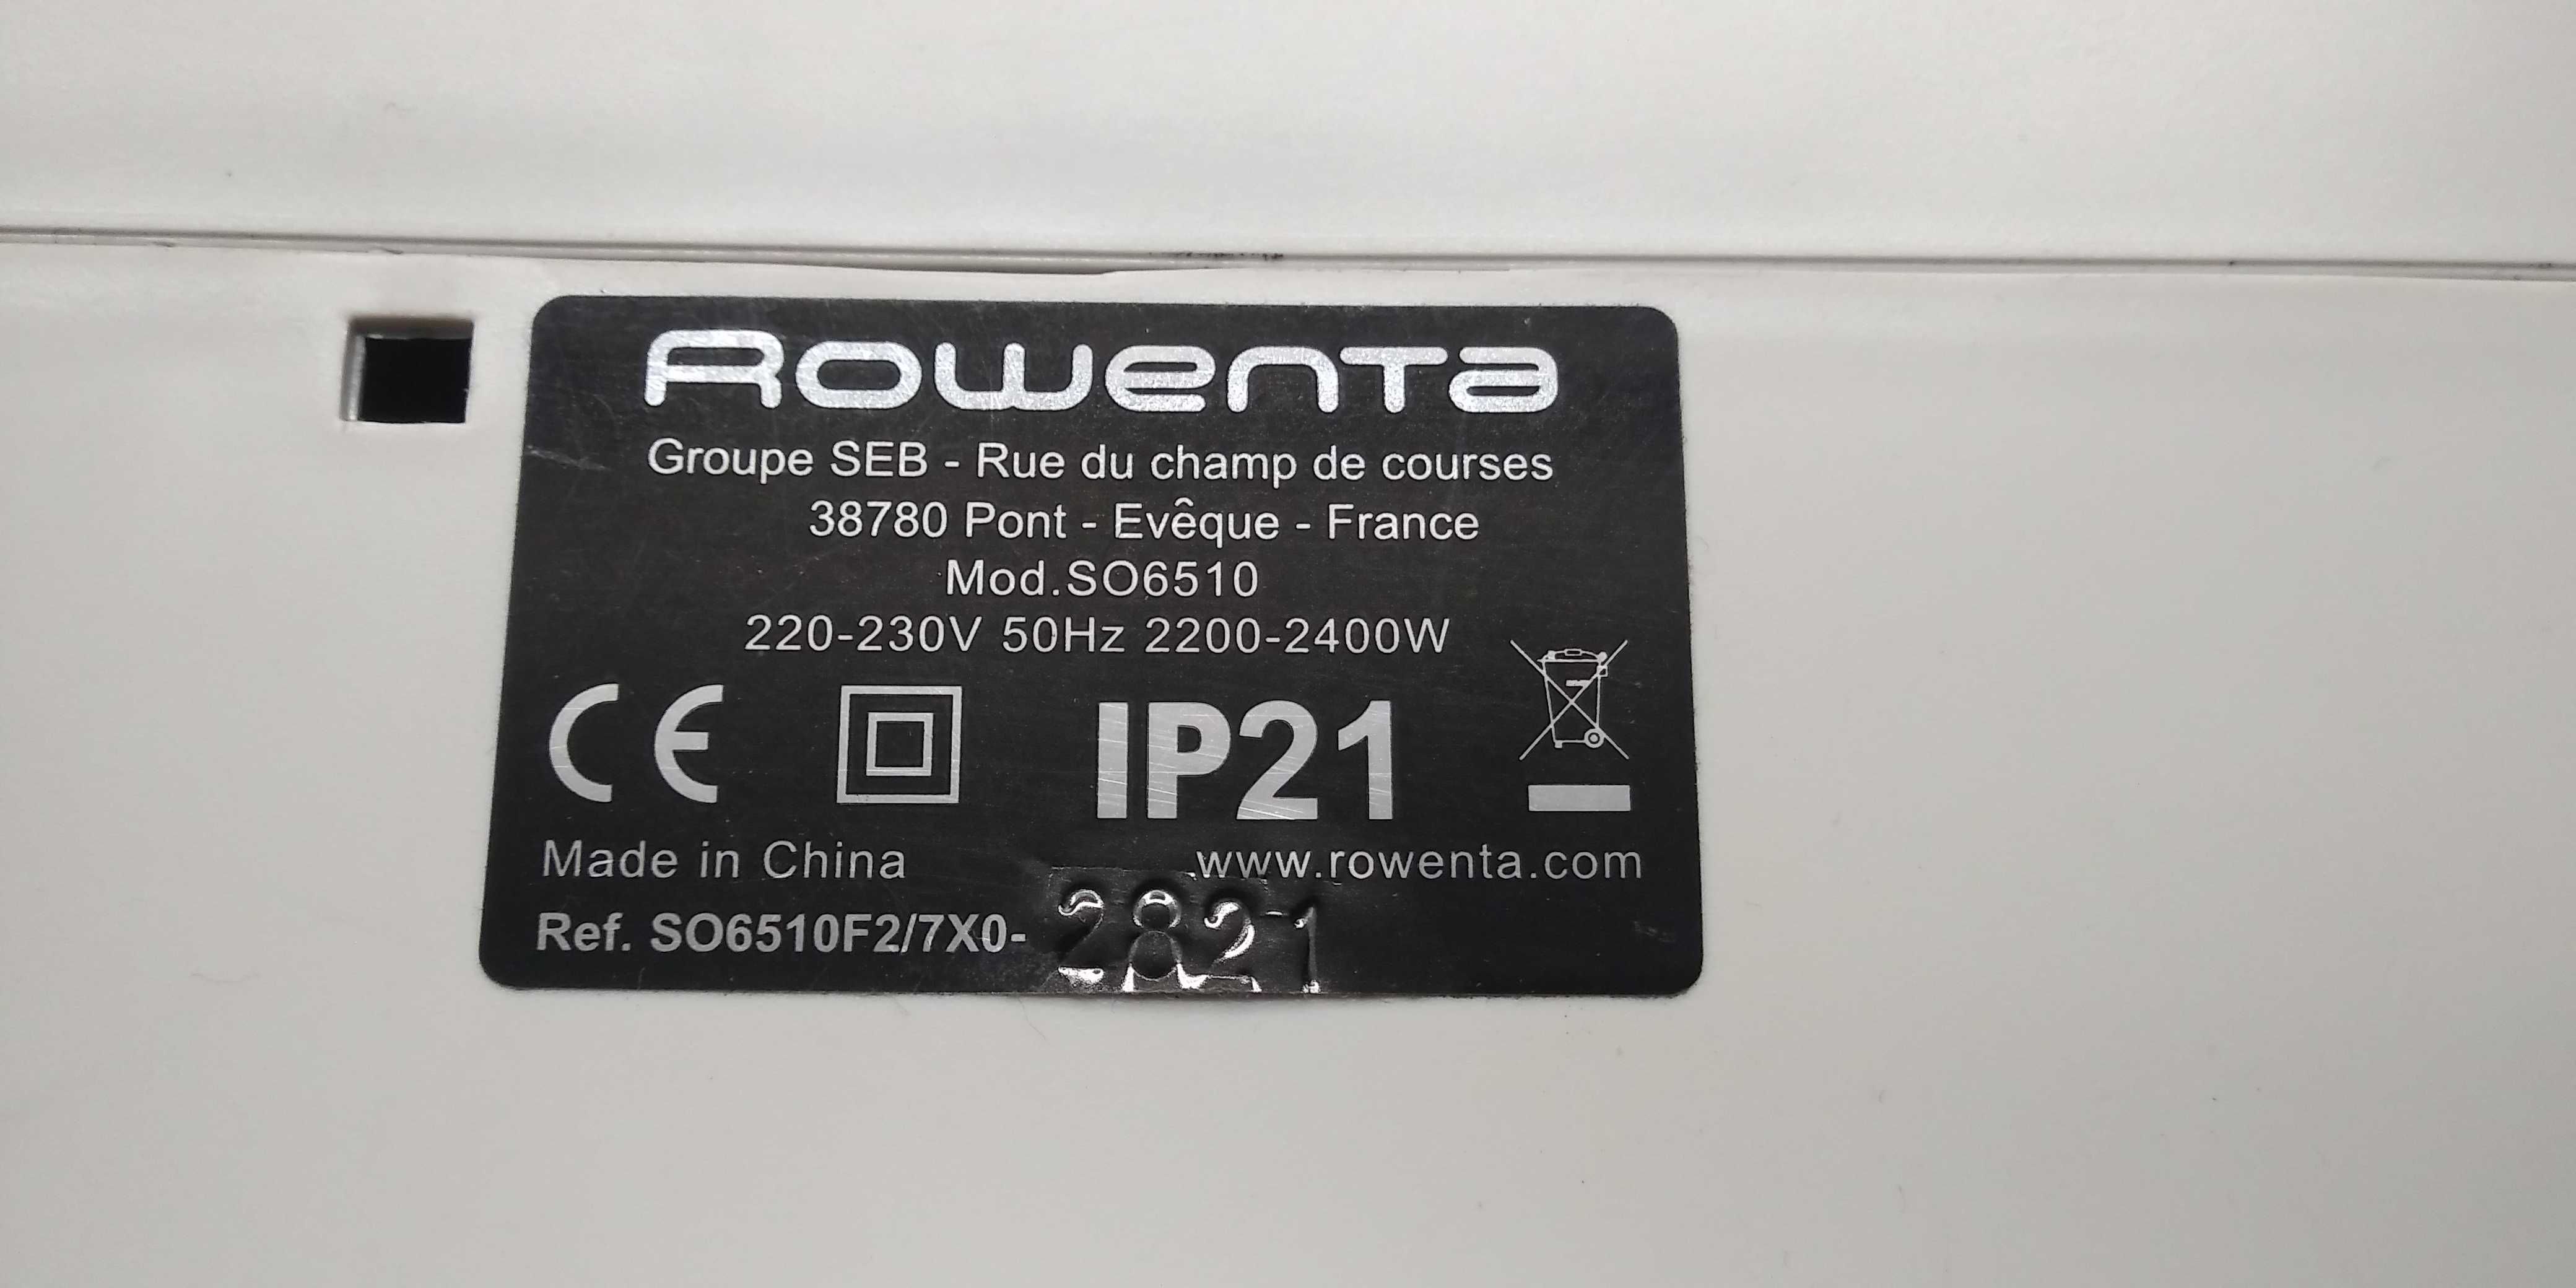 Rowenta
Groupe SEB - Rue du champ de courses
38780 Pont - Evêque - France
Mod.SO6510
220-230V 50Hz 2200-2400W
CE IP21
Made in China www.rowenta.com
Ref. SO6510F2/7X0- 2821